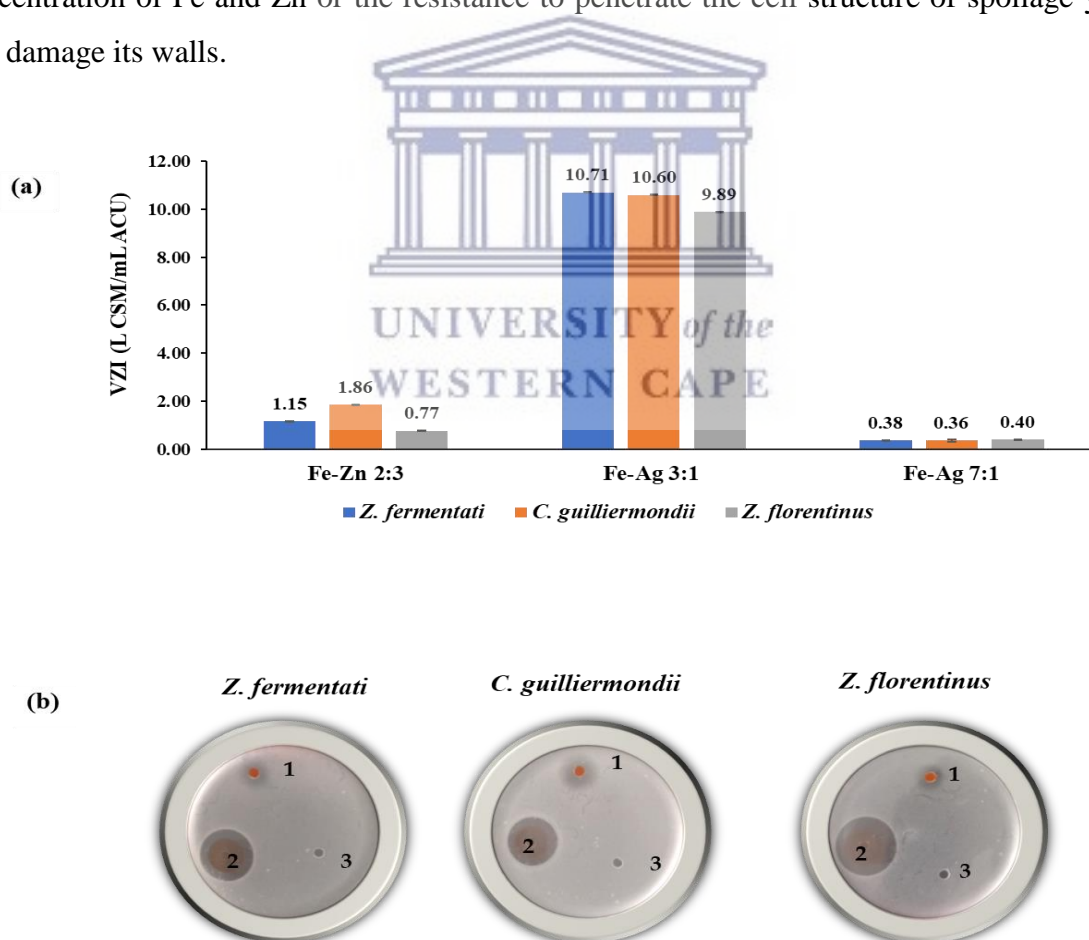 centration of Fe and Zn or the resistance to penetrate the cell structure of spoilage
damage its walls.
(a)
VZI (L CSM/mL ACU)
12.00
10.00
8.00
6.00
4.00
2.00
0.00
1.15
1.86
0.77
10.71
10.60
9.89
0.38
0.36
0.40
Fe-Zn 2:3
Fe-Ag 3:1
Fe-Ag 7:1
Z. fermentati
C. guilliermondii
Z. florentinus
UNIVERSITY of the
WESTERN CAPE
(b)
Z. fermentati
C. guilliermondii
Z. florentinus
1
2
3
1
2
3
1
2
3